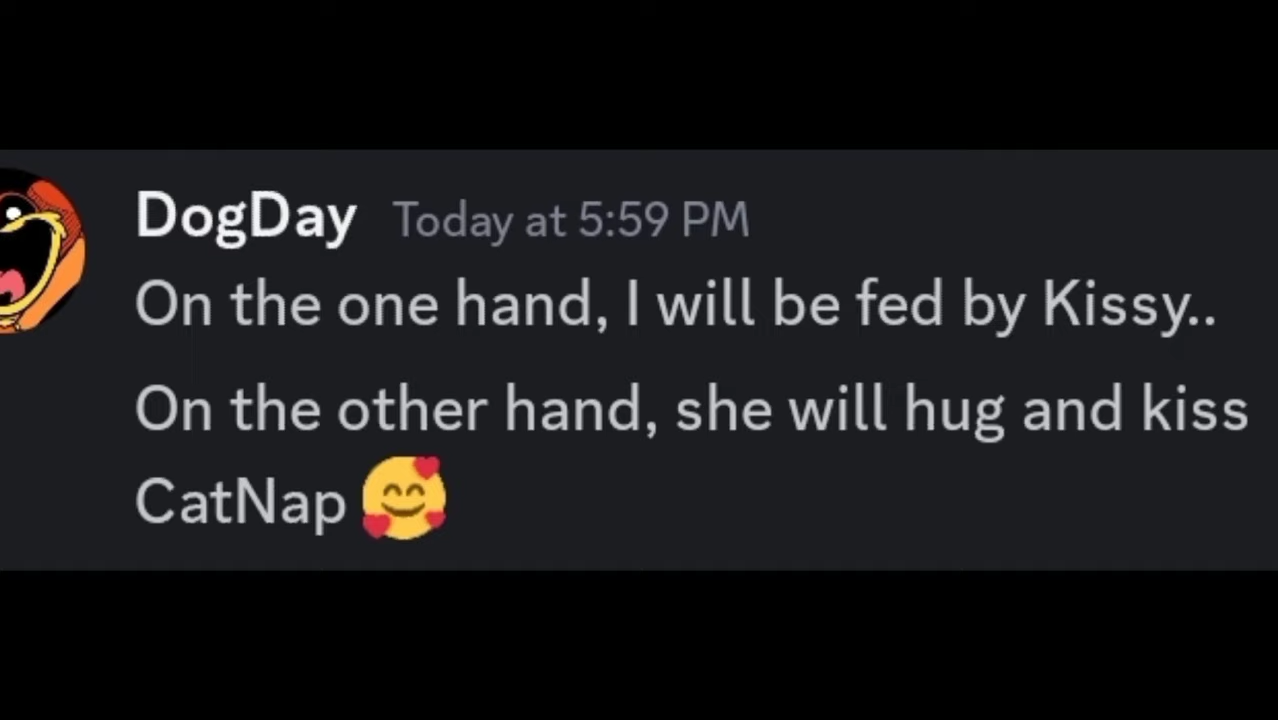 DogDay Today at 5:59 PM
On the one hand, I will be fed by Kissy..
On the other hand, she will hug and kiss
CatNap 🥰